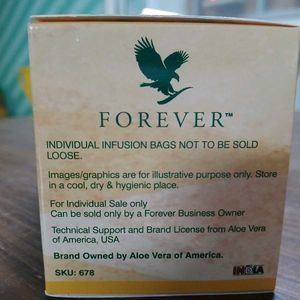 FOREVER™
INDIVIDUAL INFUSION BAGS NOT TO BE SOLD
LOOSE.
Images/graphics are for illustrative purpose only. Store
in a cool, dry & hygienic place.
For Individual Sale only
Can be sold only by a Forever Business Owner
Technical Support and Brand License from Aloe Vera
of America, USA
Brand Owned by Aloe Vera of America.
SKU: 678
INDIA